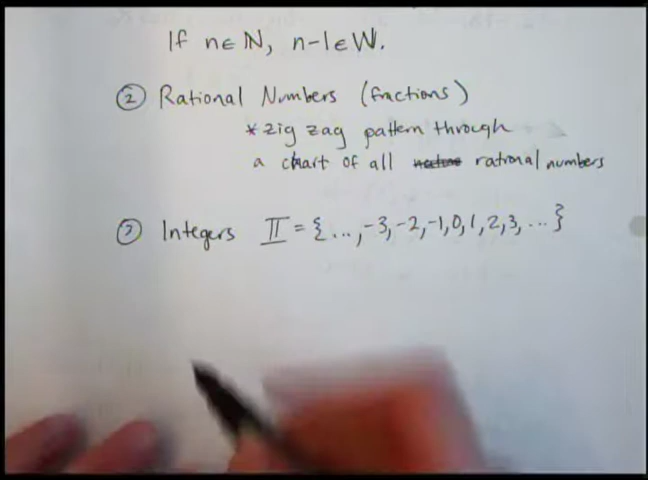 If n∈ℕ, n-1∈W.
② Rational Numbers (fractions)
*zig zag pattern through
a chart of all rational numbers
③ Integers 𝕀 = {..., -3, -2, -1, 0, 1, 2, 3, ...}